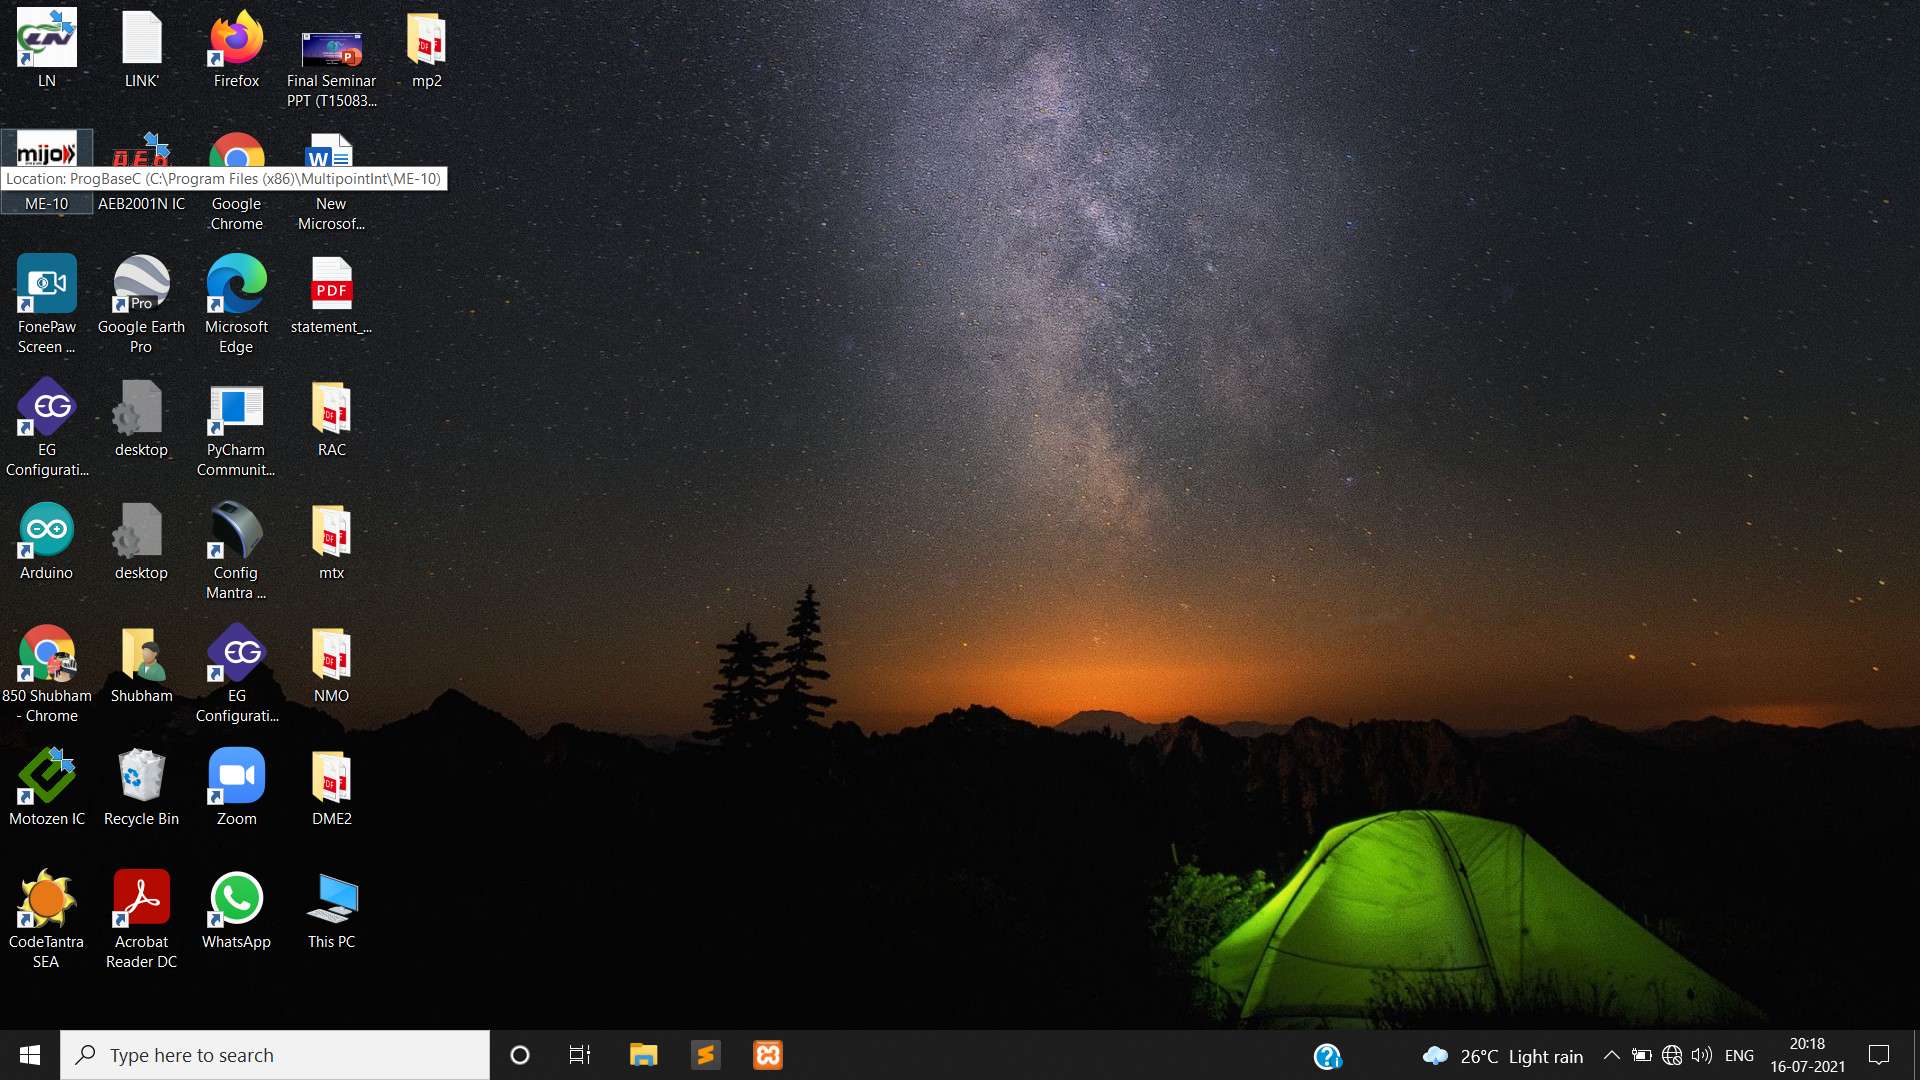 LN
LINK'
Firefox
Final Seminar
PPT (T15083...
mp2
mijo
AEB
Location: ProgBaseC (C:\Program Files (x86)\MultipointInt\ME-10)
ME-10
AEB2001N IC
Google
Chrome
New
Microsof...
FonePaw
Screen ...
Pro
Google Earth
Pro
Microsoft
Edge
PDF
statement_...
EG
EG
Configurati...
desktop
PyCharm
Communit...
RAC
Arduino
desktop
Config
Mantra ...
mtx
850 Shubham
- Chrome
Shubham
EG
EG
Configurati...
NMO
Motozen IC
Recycle Bin
Zoom
DME2
CodeTantra
SEA
Acrobat
Reader DC
WhatsApp
This PC
Type here to search
26°C Light rain
ENG
20:18
16-07-2021